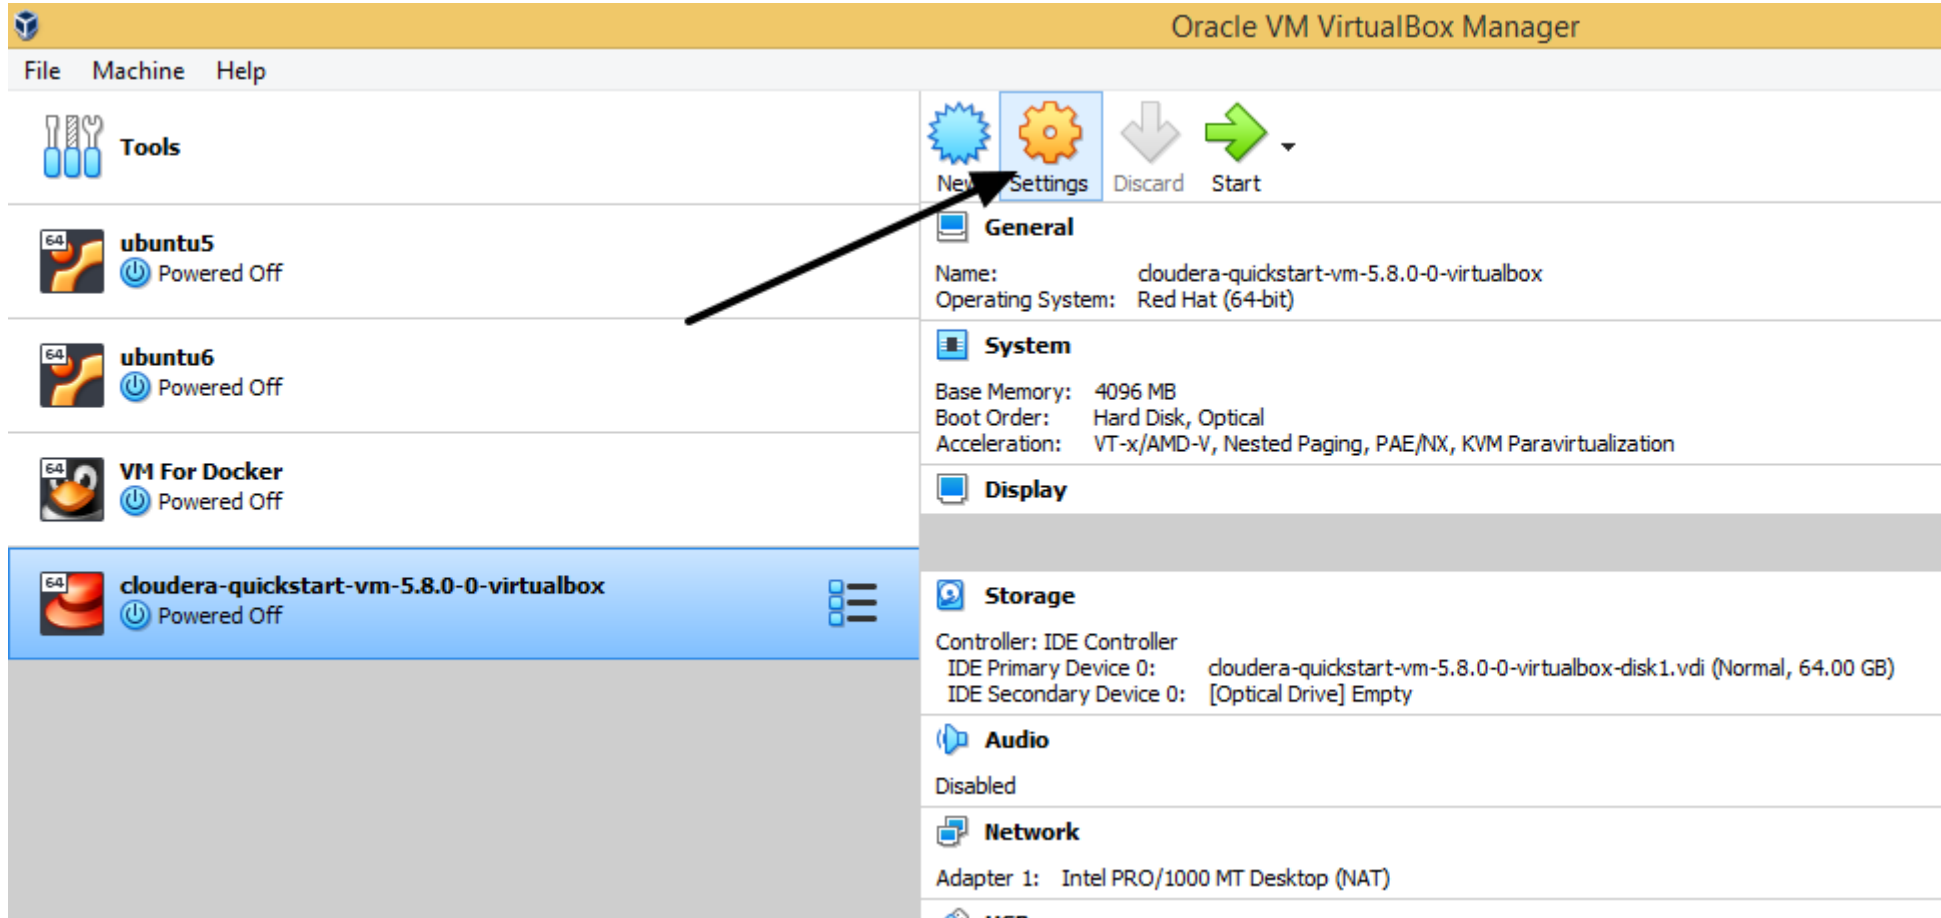 Oracle VM VirtualBox Manager
File Machine Help
Tools
64 ubuntu5
Powered Off
64 ubuntu6
Powered Off
64 VM For Docker
Powered Off
64 cloudera-quickstart-vm-5.8.0-0-virtualbox
Powered Off
New Settings Discard Start
General
Name: cloudera-quickstart-vm-5.8.0-0-virtualbox
Operating System: Red Hat (64-bit)
System
Base Memory: 4096 MB
Boot Order: Hard Disk, Optical
Acceleration: VT-x/AMD-V, Nested Paging, PAE/NX, KVM Paravirtualization
Display
Storage
Controller: IDE Controller
IDE Primary Device 0: cloudera-quickstart-vm-5.8.0-0-virtualbox-disk1.vdi (Normal, 64.00 GB)
IDE Secondary Device 0: [Optical Drive] Empty
Audio
Disabled
Network
Adapter 1: Intel PRO/1000 MT Desktop (NAT)